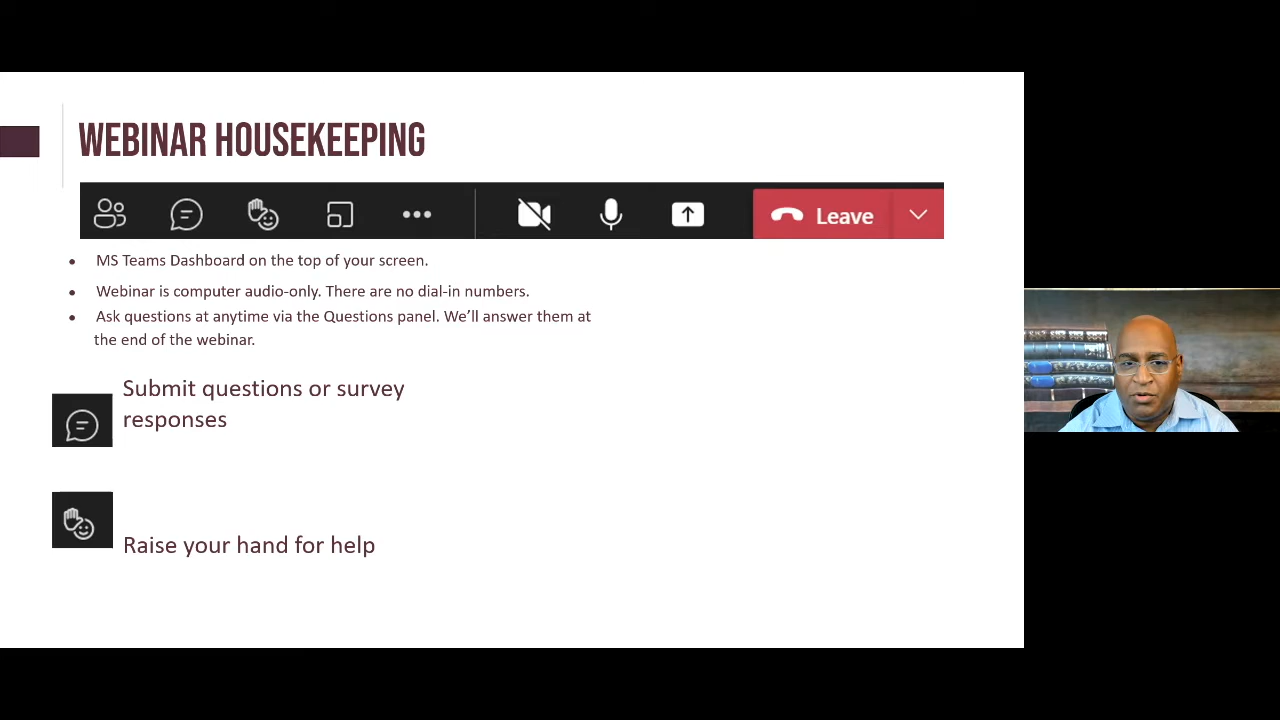 WEBINAR HOUSEKEEPING
Leave
MS Teams Dashboard on the top of your screen.
Webinar is computer audio-only. There are no dial-in numbers.
Ask questions at anytime via the Questions panel. We’ll answer them at
the end of the webinar.
Submit questions or survey
responses
Raise your hand for help